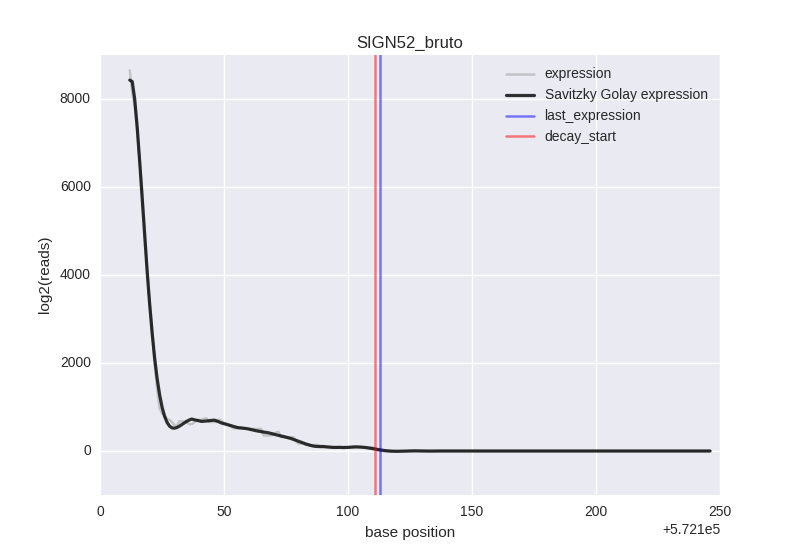 SIGN52_bruto
expression
Savitzky Golay expression
last_expression
decay_start
log2(reads)
8000
6000
4000
2000
0
0 50 100 150 200 250
base position
+5.721e5